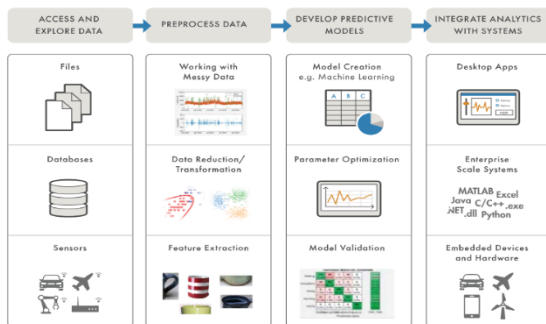 ACCESS AND
EXPLORE DATA
PREPROCESS DATA
DEVELOP PREDICTIVE
MODELS
INTEGRATE ANALYTICS
WITH SYSTEMS
Files
Databases
Sensors
Working with
Messy Data
Data Reduction/
Transformation
Feature Extraction
Model Creation
e.g. Machine Learning
A B C
Parameter Optimization
Model Validation
Desktop Apps
Enterprise
Scale Systems
MATLAB Excel
Java C/C++ .exe
.NET .dll Python
Embedded Devices
and Hardware